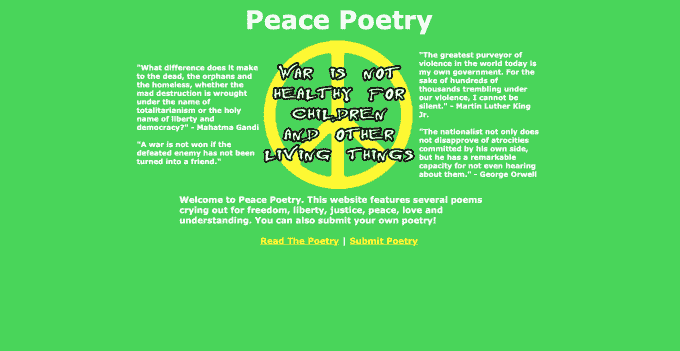 Peace Poetry
"What difference does it make
to the dead, the orphans and
the homeless, whether the
mad destruction is wrought
under the name of
totalitarianism or the holy
name of liberty and
democracy?" - Mahatma Gandi
"A war is not won if the
defeated enemy has not been
turned into a friend."
WAR IS NOT
HEALTHY FOR
CHILDREN
AND OTHER
LIVING THINGS
"The greatest purveyor of
violence in the world today is
my own government. For the
sake of hundreds of
thousands trembling under
our violence, I cannot be
silent." - Martin Luther King
Jr.
"The nationalist not only does
not disapprove of atrocities
committed by his own side,
but he has a remarkable
capacity for not even hearing
about them." - George Orwell
Welcome to Peace Poetry. This website features several poems
crying out for freedom, liberty, justice, peace, love and
understanding. You can also submit your own poetry!
Read The Poetry | Submit Poetry